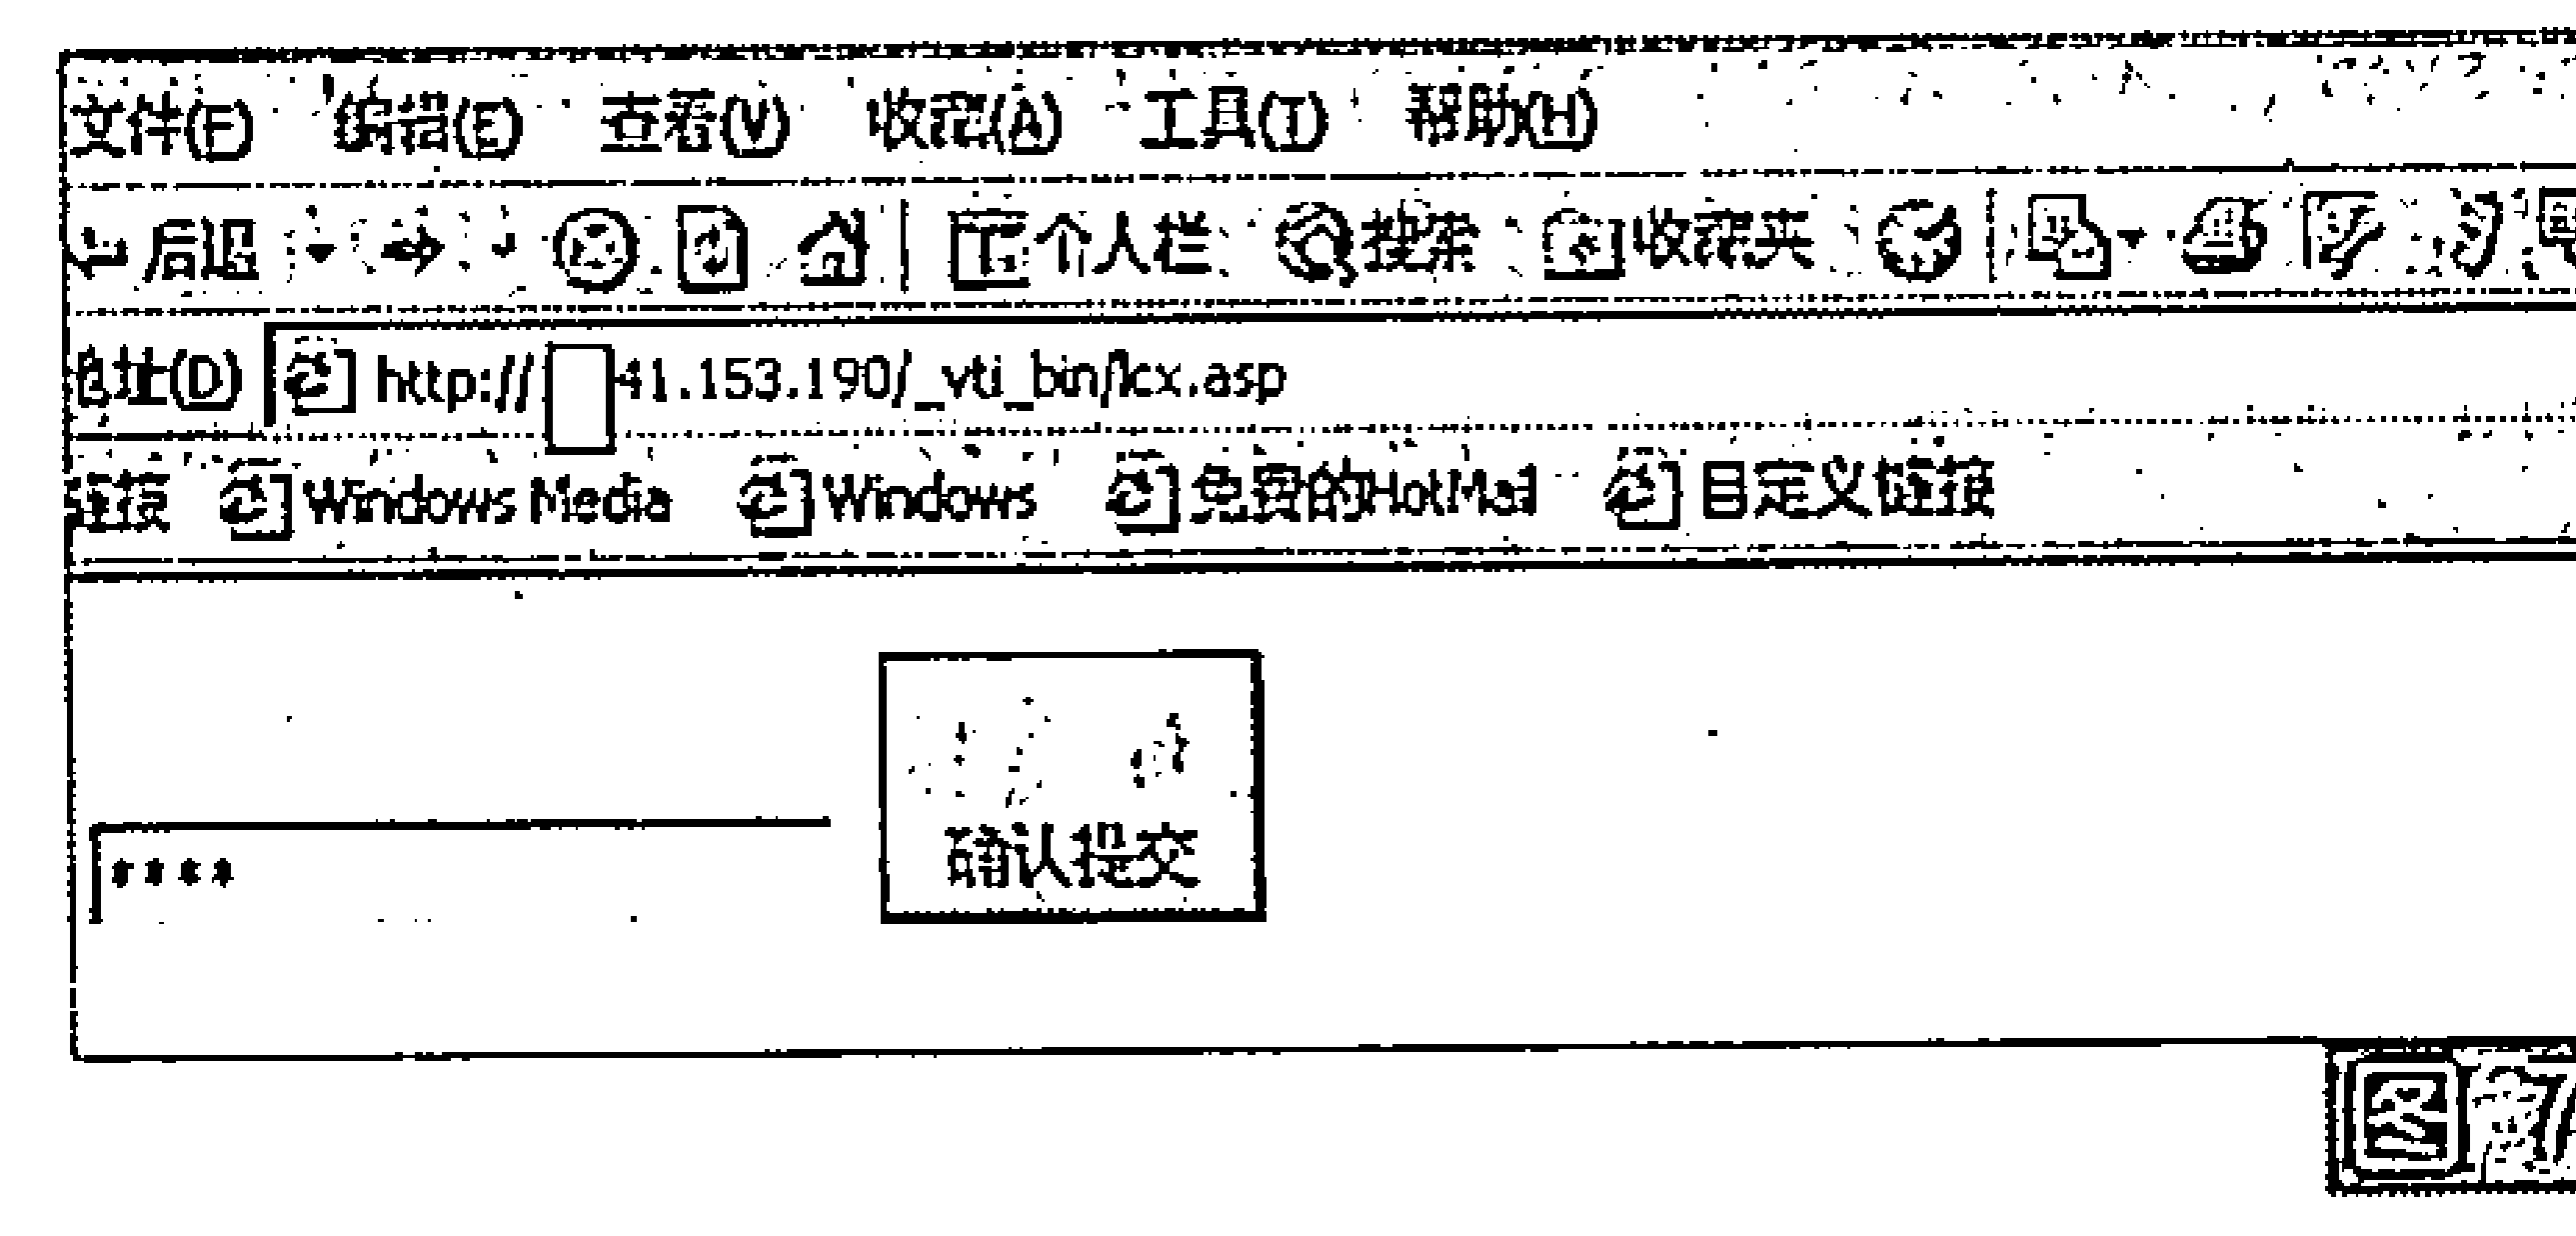 文件(F) 编辑(E) 查看(V) 收藏(A) 工具(T) 帮助(H)
后退 个人栏 搜索 收藏夹
地址(D) http:// 41.153.190/_vti_bin/lcx.asp
链接 Windows Media Windows 免费的HotMail 自定义链接
****
确认提交
图7